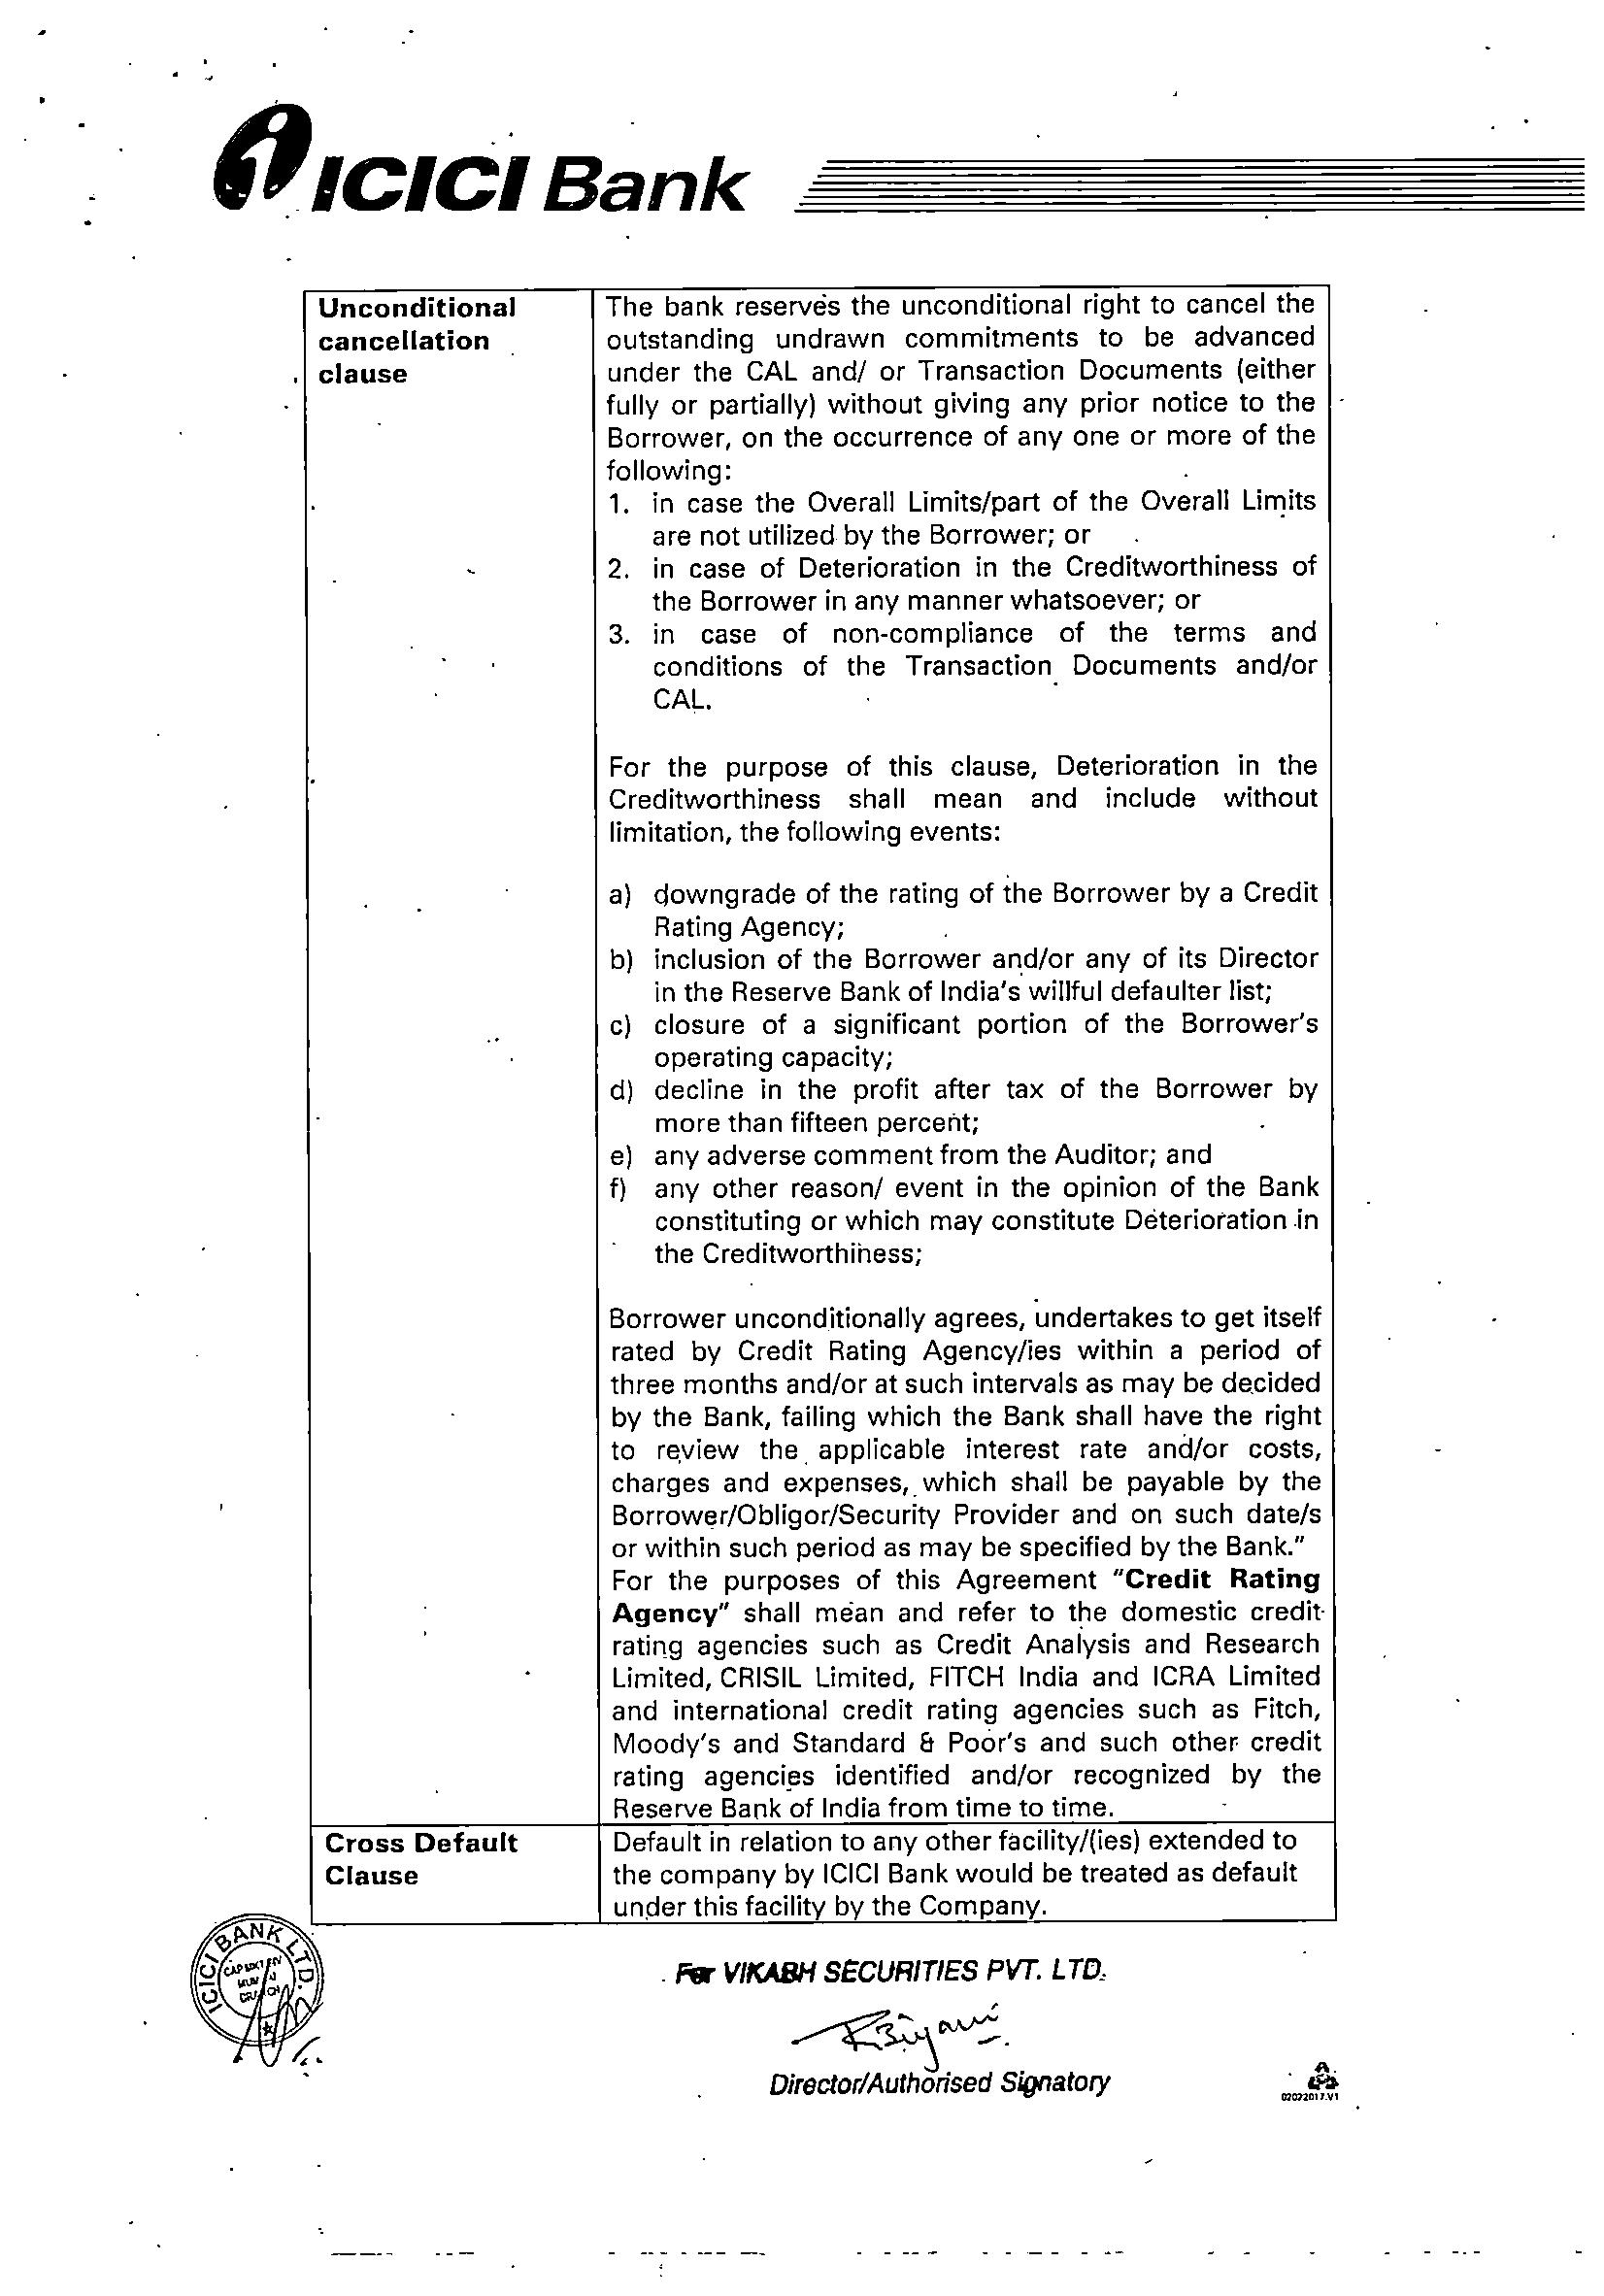 ICICI Bank
Unconditional
cancellation
clause
The bank reserves the unconditional right to cancel the
outstanding undrawn commitments to be advanced
under the CAL and/ or Transaction Documents (either
fully or partially) without giving any prior notice to the
Borrower, on the occurrence of any one or more of the
following:
1. in case the Overall Limits/part of the Overall Limits
are not utilized by the Borrower; or
2. in case of Deterioration in the Creditworthiness of
the Borrower in any manner whatsoever; or
3. in case of non-compliance of the terms and
conditions of the Transaction Documents and/or
CAL.
For the purpose of this clause, Deterioration in the
Creditworthiness shall mean and include without
limitation, the following events:
a) downgrade of the rating of the Borrower by a Credit
Rating Agency;
b) inclusion of the Borrower and/or any of its Director
in the Reserve Bank of India's willful defaulter list;
c) closure of a significant portion of the Borrower's
operating capacity;
d) decline in the profit after tax of the Borrower by
more than fifteen percent;
e) any adverse comment from the Auditor; and
f) any other reason/ event in the opinion of the Bank
constituting or which may constitute Deterioration in
the Creditworthiness;
Borrower unconditionally agrees, undertakes to get itself
rated by Credit Rating Agency/ies within a period of
three months and/or at such intervals as may be decided
by the Bank, failing which the Bank shall have the right
to review the applicable interest rate and/or costs,
charges and expenses, which shall be payable by the
Borrower/Obligor/Security Provider and on such date/s
or within such period as may be specified by the Bank."
For the purposes of this Agreement "Credit Rating
Agency" shall mean and refer to the domestic credit
rating agencies such as Credit Analysis and Research
Limited, CRISIL Limited, FITCH India and ICRA Limited
and international credit rating agencies such as Fitch,
Moody's and Standard & Poor's and such other credit
rating agencies identified and/or recognized by the
Reserve Bank of India from time to time.
Cross Default
Clause
Default in relation to any other facility/(ies) extended to
the company by ICICI Bank would be treated as default
under this facility by the Company.
ICICI BANK LTD.
For VIKABH SECURITIES PVT. LTD.
Director/Authorised Signatory
02022017.V1